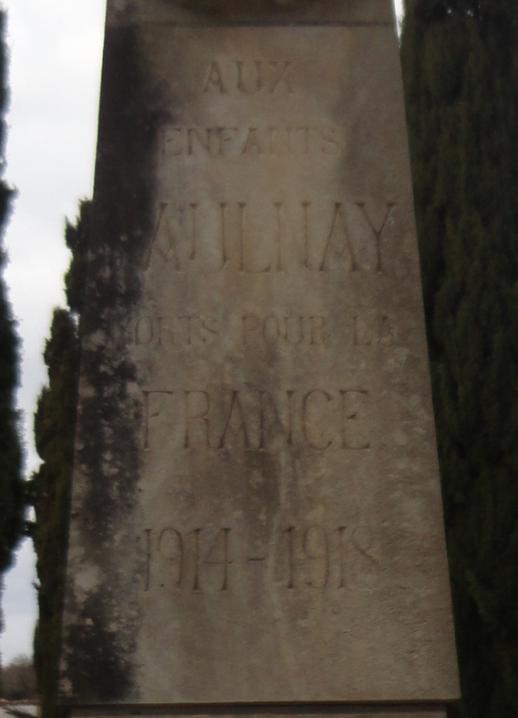 AUX
ENFANTS
AULNAY
MORTS POUR LA
FRANCE
1914-1918